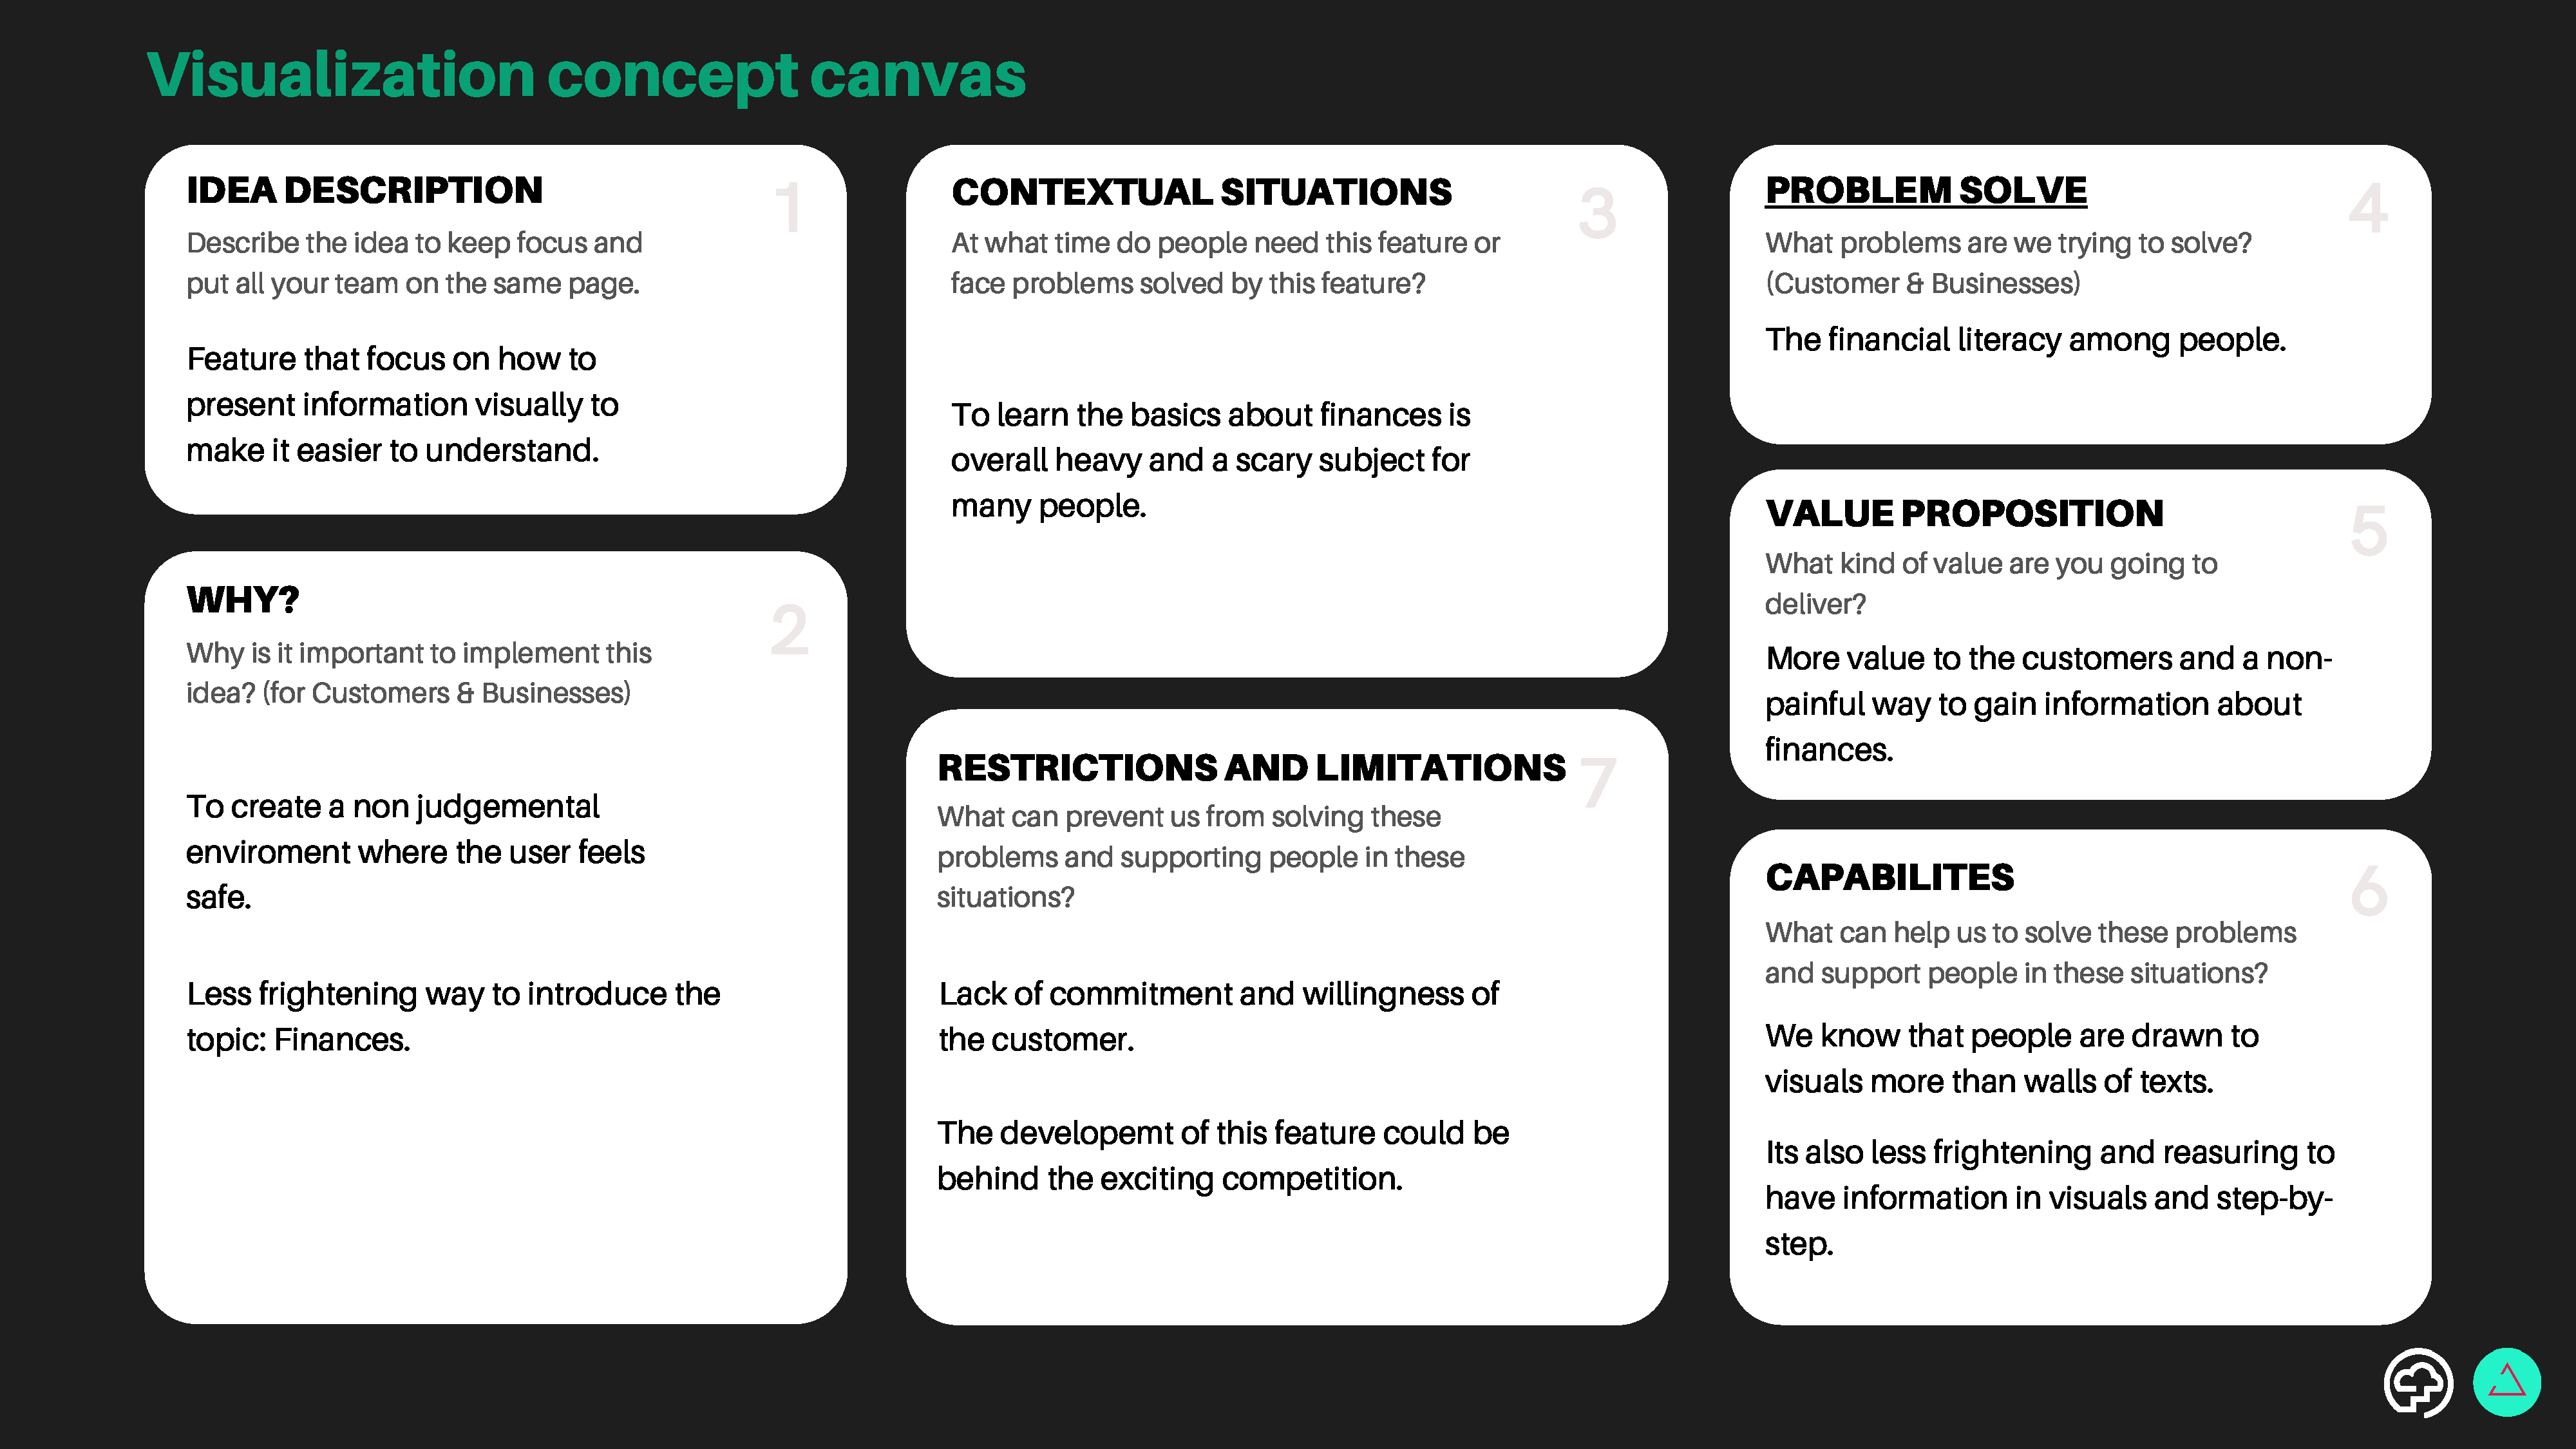 Visualization concept canvas
IDEA DESCRIPTION
1
Describe the idea to keep focus and
put all your team on the same page.
Feature that focus on how to
present information visually to
make it easier to understand.
WHY?
2
Why is it important to implement this
idea? (for Customers & Businesses)
To create a non judgemental
enviroment where the user feels
safe.
Less frightening way to introduce the
topic: Finances.
CONTEXTUAL SITUATIONS
3
At what time do people need this feature or
face problems solved by this feature?
To learn the basics about finances is
overall heavy and a scary subject for
many people.
PROBLEM SOLVE
4
What problems are we trying to solve?
(Customer & Businesses)
The financial literacy among people.
VALUE PROPOSITION
5
What kind of value are you going to
deliver?
More value to the customers and a non-
painful way to gain information about
finances.
CAPABILITES
6
What can help us to solve these problems
and support people in these situations?
We know that people are drawn to
visuals more than walls of texts.
Its also less frightening and reasuring to
have information in visuals and step-by-
step.
RESTRICTIONS AND LIMITATIONS
7
What can prevent us from solving these
problems and supporting people in these
situations?
Lack of commitment and willingness of
the customer.
The developemt of this feature could be
behind the exciting competition.